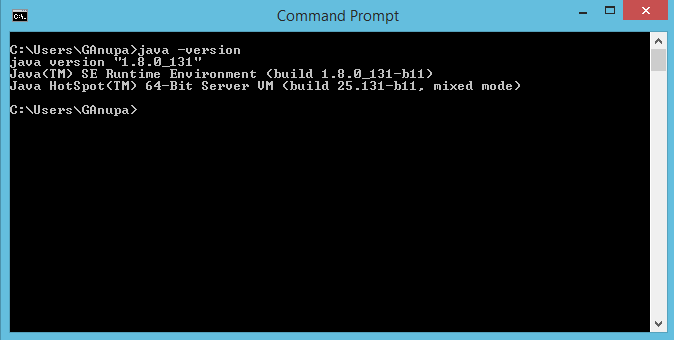 Command Prompt
C:\Users\GAnupa>java -version
java version "1.8.0_131"
Java(TM) SE Runtime Environment (build 1.8.0_131-b11)
Java HotSpot(TM) 64-Bit Server VM (build 25.131-b11, mixed mode)
C:\Users\GAnupa>